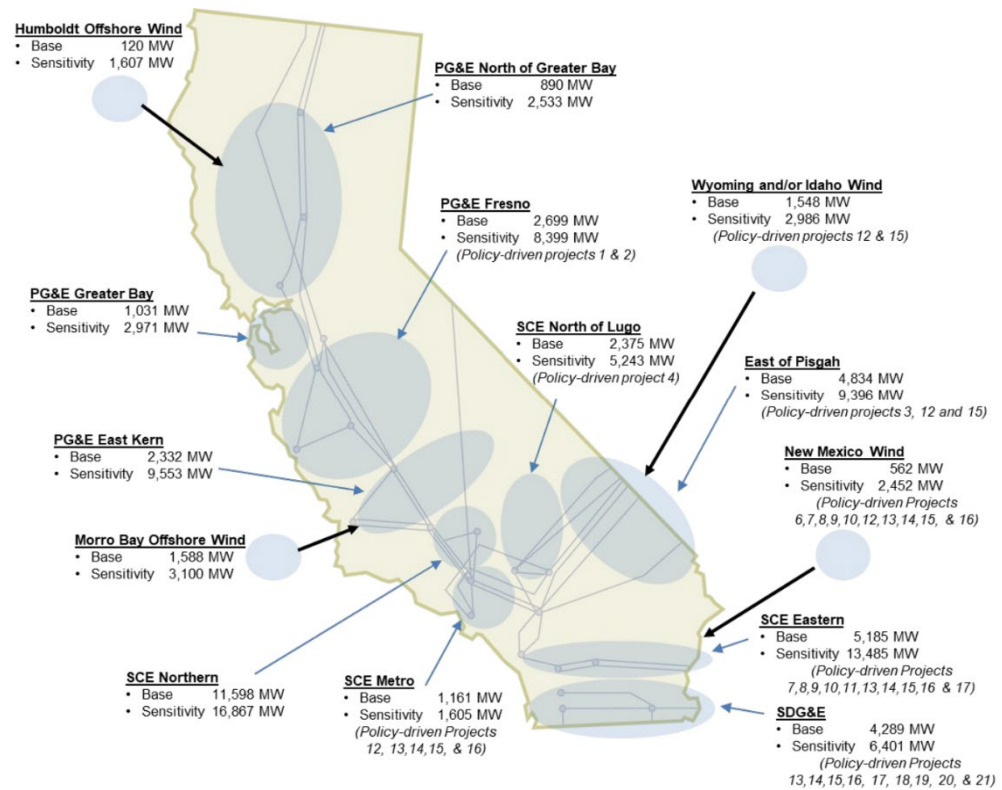 Humboldt Offshore Wind
• Base 120 MW
• Sensitivity 1,607 MW
PG&E North of Greater Bay
• Base 890 MW
• Sensitivity 2,533 MW
Wyoming and/or Idaho Wind
• Base 1,548 MW
• Sensitivity 2,986 MW
(Policy-driven projects 12 & 15)
PG&E Fresno
• Base 2,699 MW
• Sensitivity 8,399 MW
(Policy-driven projects 1 & 2)
PG&E Greater Bay
• Base 1,031 MW
• Sensitivity 2,971 MW
SCE North of Lugo
• Base 2,375 MW
• Sensitivity 5,243 MW
(Policy-driven project 4)
East of Pisgah
• Base 4,834 MW
• Sensitivity 9,396 MW
(Policy-driven projects 3, 12 and 15)
PG&E East Kern
• Base 2,332 MW
• Sensitivity 9,553 MW
New Mexico Wind
• Base 562 MW
• Sensitivity 2,452 MW
(Policy-driven Projects
6,7,8,9,10,12,13,14,15, & 16)
Morro Bay Offshore Wind
• Base 1,588 MW
• Sensitivity 3,100 MW
SCE Eastern
• Base 5,185 MW
• Sensitivity 13,485 MW
(Policy-driven Projects
7,8,9,10,11,13,14,15,16 & 17)
SCE Northern
• Base 11,598 MW
• Sensitivity 16,867 MW
SCE Metro
• Base 1,161 MW
• Sensitivity 1,605 MW
(Policy-driven Projects
12, 13,14,15, & 16)
SDG&E
• Base 4,289 MW
• Sensitivity 6,401 MW
(Policy-driven Projects
13,14,15,16, 17, 18,19, 20, & 21)